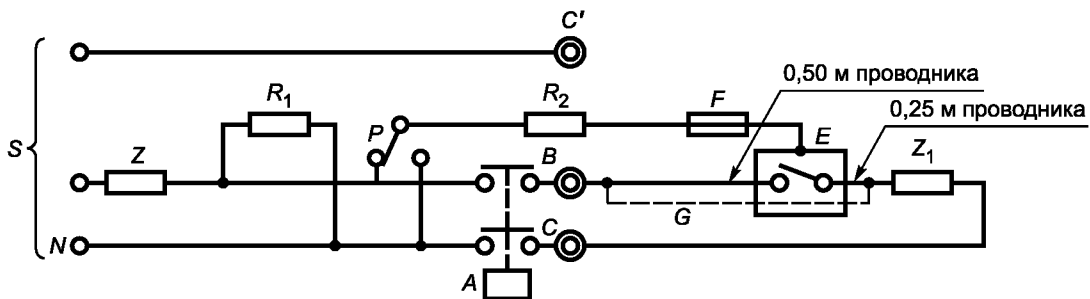 C′
0,50 м проводника
R₁
R₂
F
0,25 м проводника
P
S
E
Z₁
Z
B
G
N
C
A